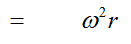 = ω²r